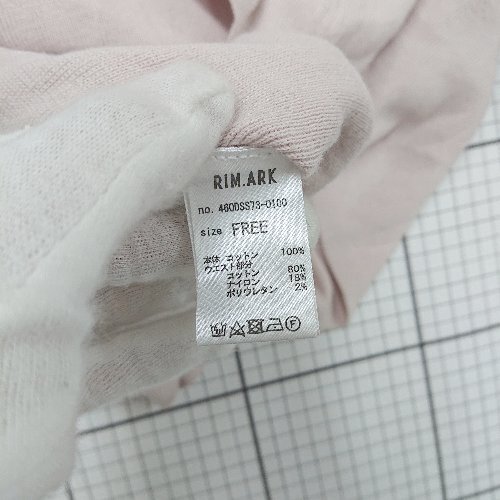 RIM.ARK
no. 460DSS73-0100
size FREE
本体 コットン 100%
ウエスト部分
コットン 80%
ナイロン 18%
ポリウレタン 2%